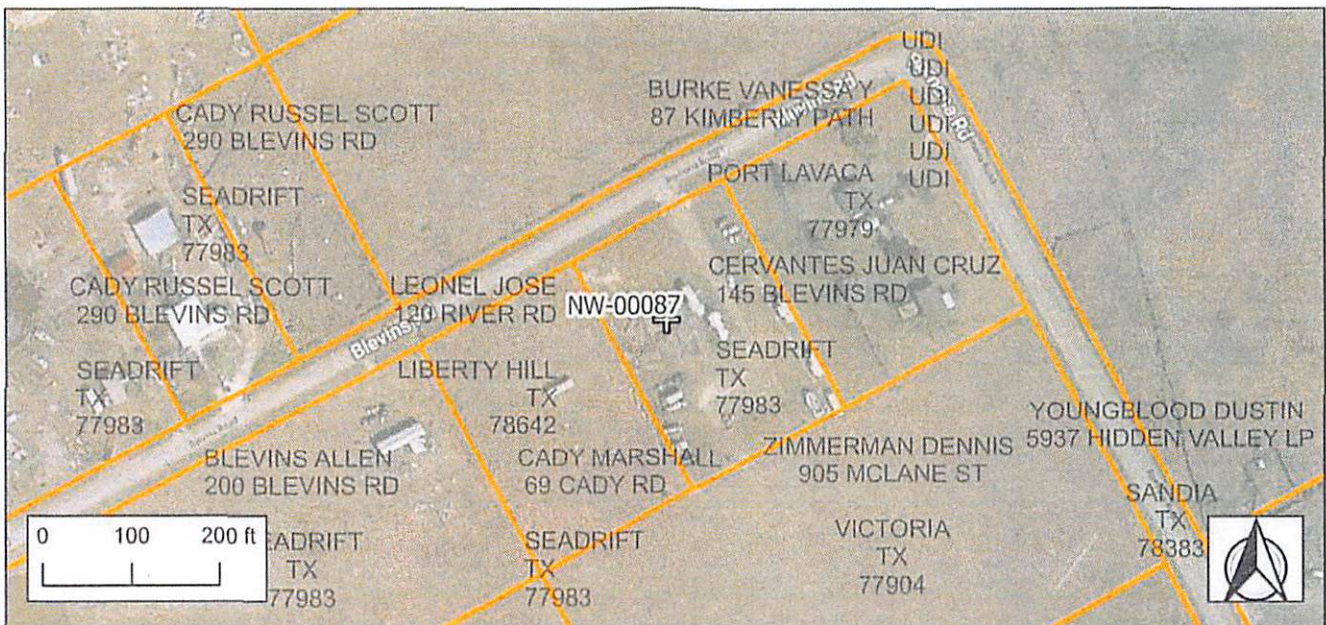 UDI
UDI
UDI
UDI
UDI
UDI
BURKE VANESSA Y
87 KIMBERLY PATH
PORT LAVACA
TX
77979
CADY RUSSEL SCOTT
290 BLEVINS RD
SEADRIFT
TX
77983
CADY RUSSEL SCOTT
290 BLEVINS RD
SEADRIFT
TX
77983
LEONEL JOSE
120 RIVER RD
LIBERTY HILL
TX
78642
NW-00087
CERVANTES JUAN CRUZ
145 BLEVINS RD
SEADRIFT
TX
77983
Blevins
BLEVINS ALLEN
200 BLEVINS RD
EADRIFT
TX
77983
CADY MARSHALL
69 CADY RD
SEADRIFT
TX
77983
ZIMMERMAN DENNIS
905 MCLANE ST
VICTORIA
TX
77904
YOUNGBLOOD DUSTIN
5937 HIDDEN VALLEY LP
SANDIA
TX
78383
0 100 200 ft